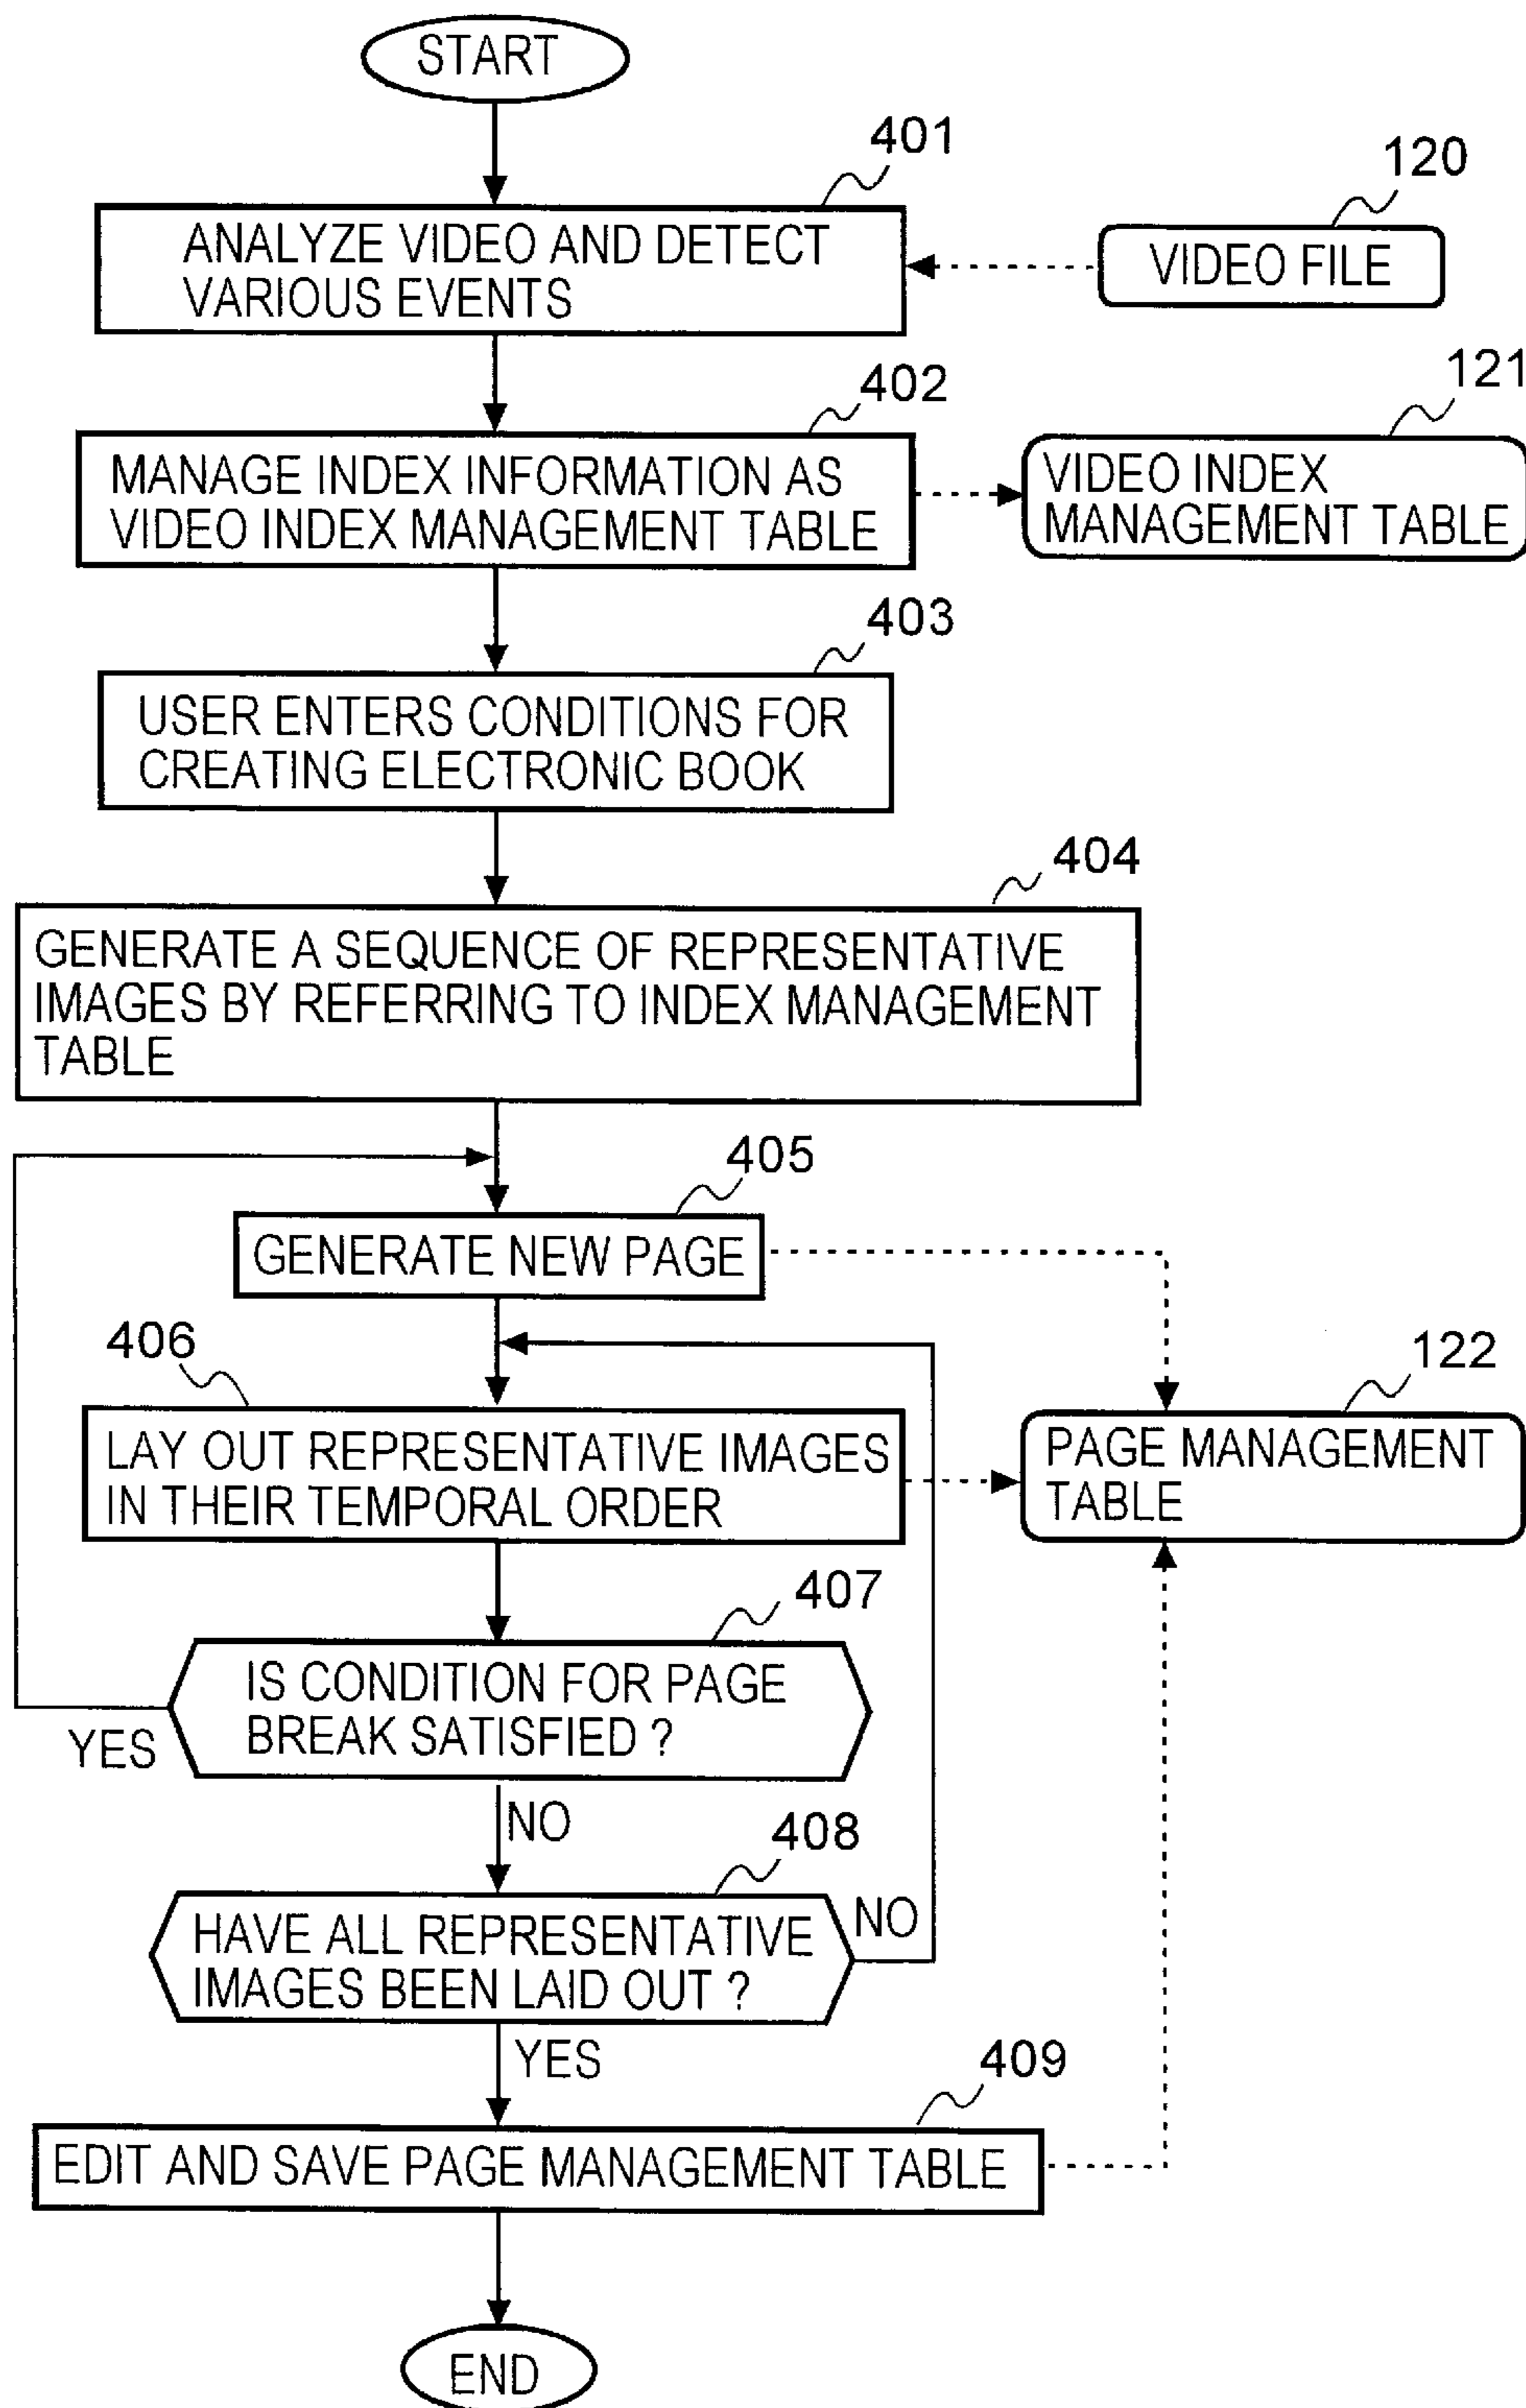 START
401
120
ANALYZE VIDEO AND DETECT
VARIOUS EVENTS
VIDEO FILE
402
121
MANAGE INDEX INFORMATION AS
VIDEO INDEX MANAGEMENT TABLE
VIDEO INDEX
MANAGEMENT TABLE
403
USER ENTERS CONDITIONS FOR
CREATING ELECTRONIC BOOK
404
GENERATE A SEQUENCE OF REPRESENTATIVE
IMAGES BY REFERRING TO INDEX MANAGEMENT
TABLE
405
GENERATE NEW PAGE
406
122
LAY OUT REPRESENTATIVE IMAGES
IN THEIR TEMPORAL ORDER
PAGE MANAGEMENT
TABLE
407
IS CONDITION FOR PAGE
BREAK SATISFIED ?
YES
NO
408
HAVE ALL REPRESENTATIVE
IMAGES BEEN LAID OUT ?
NO
YES
409
EDIT AND SAVE PAGE MANAGEMENT TABLE
END